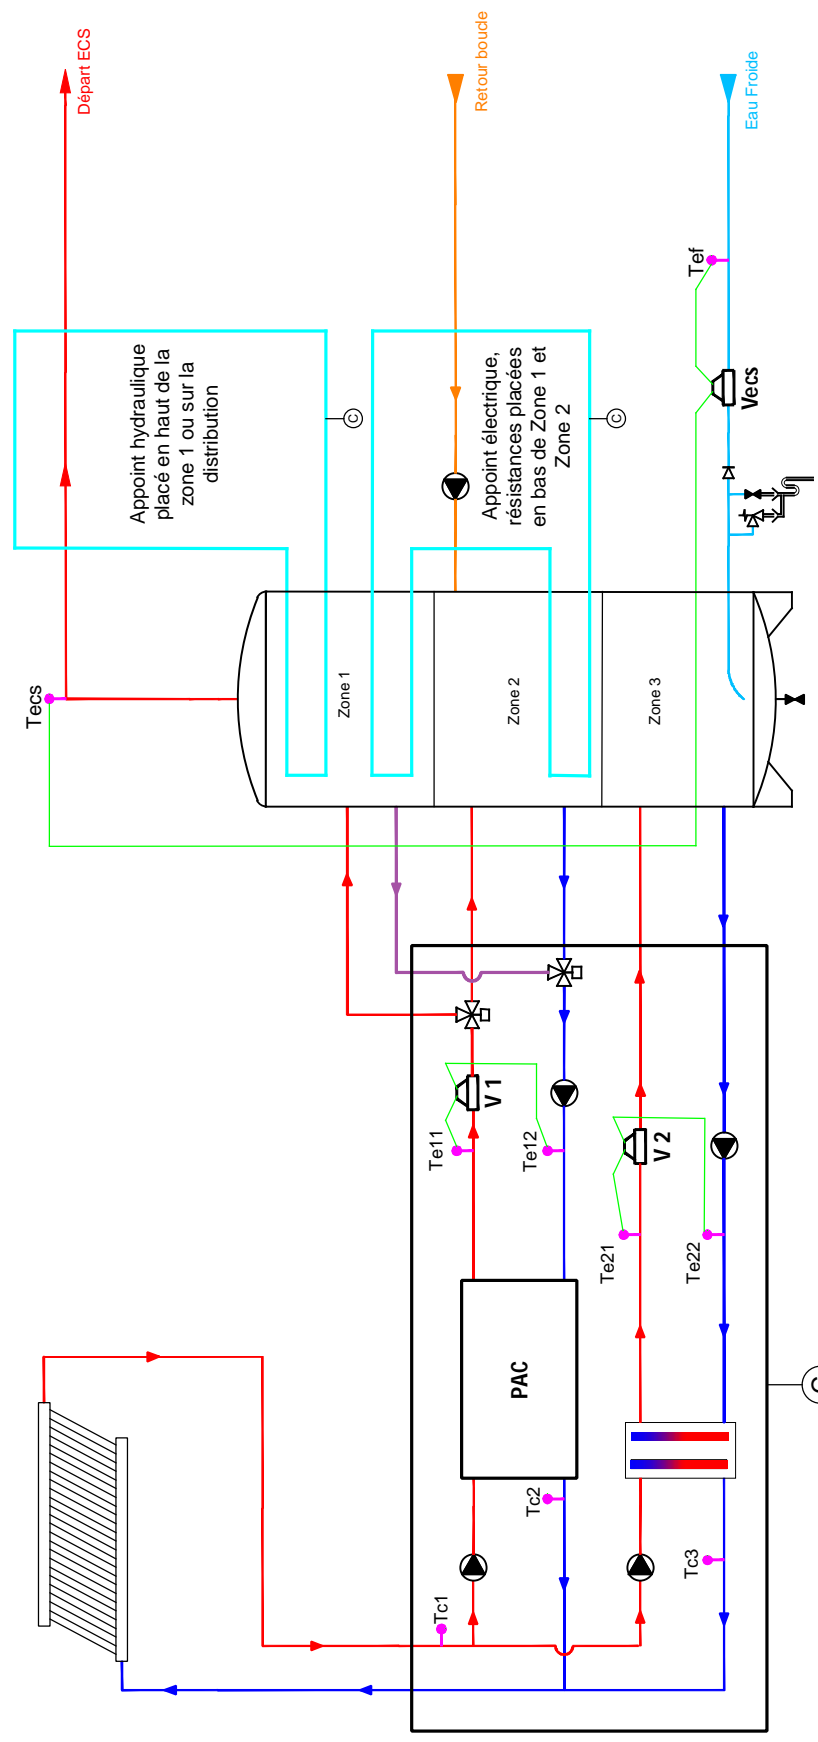 Tecs
Départ ECS
Appoint hydraulique
placé en haut de la
zone 1 ou sur la
distribution
Zone 1
C
Tc1
Te11
V 1
Retour boucle
Appoint électrique,
résistances placées
en bas de Zone 1 et
Zone 2
C
Zone 2
PAC
Tc2
Te12
Te21
V 2
Zone 3
Tc3
Te22
Tef
Vecs
Eau Froide
C